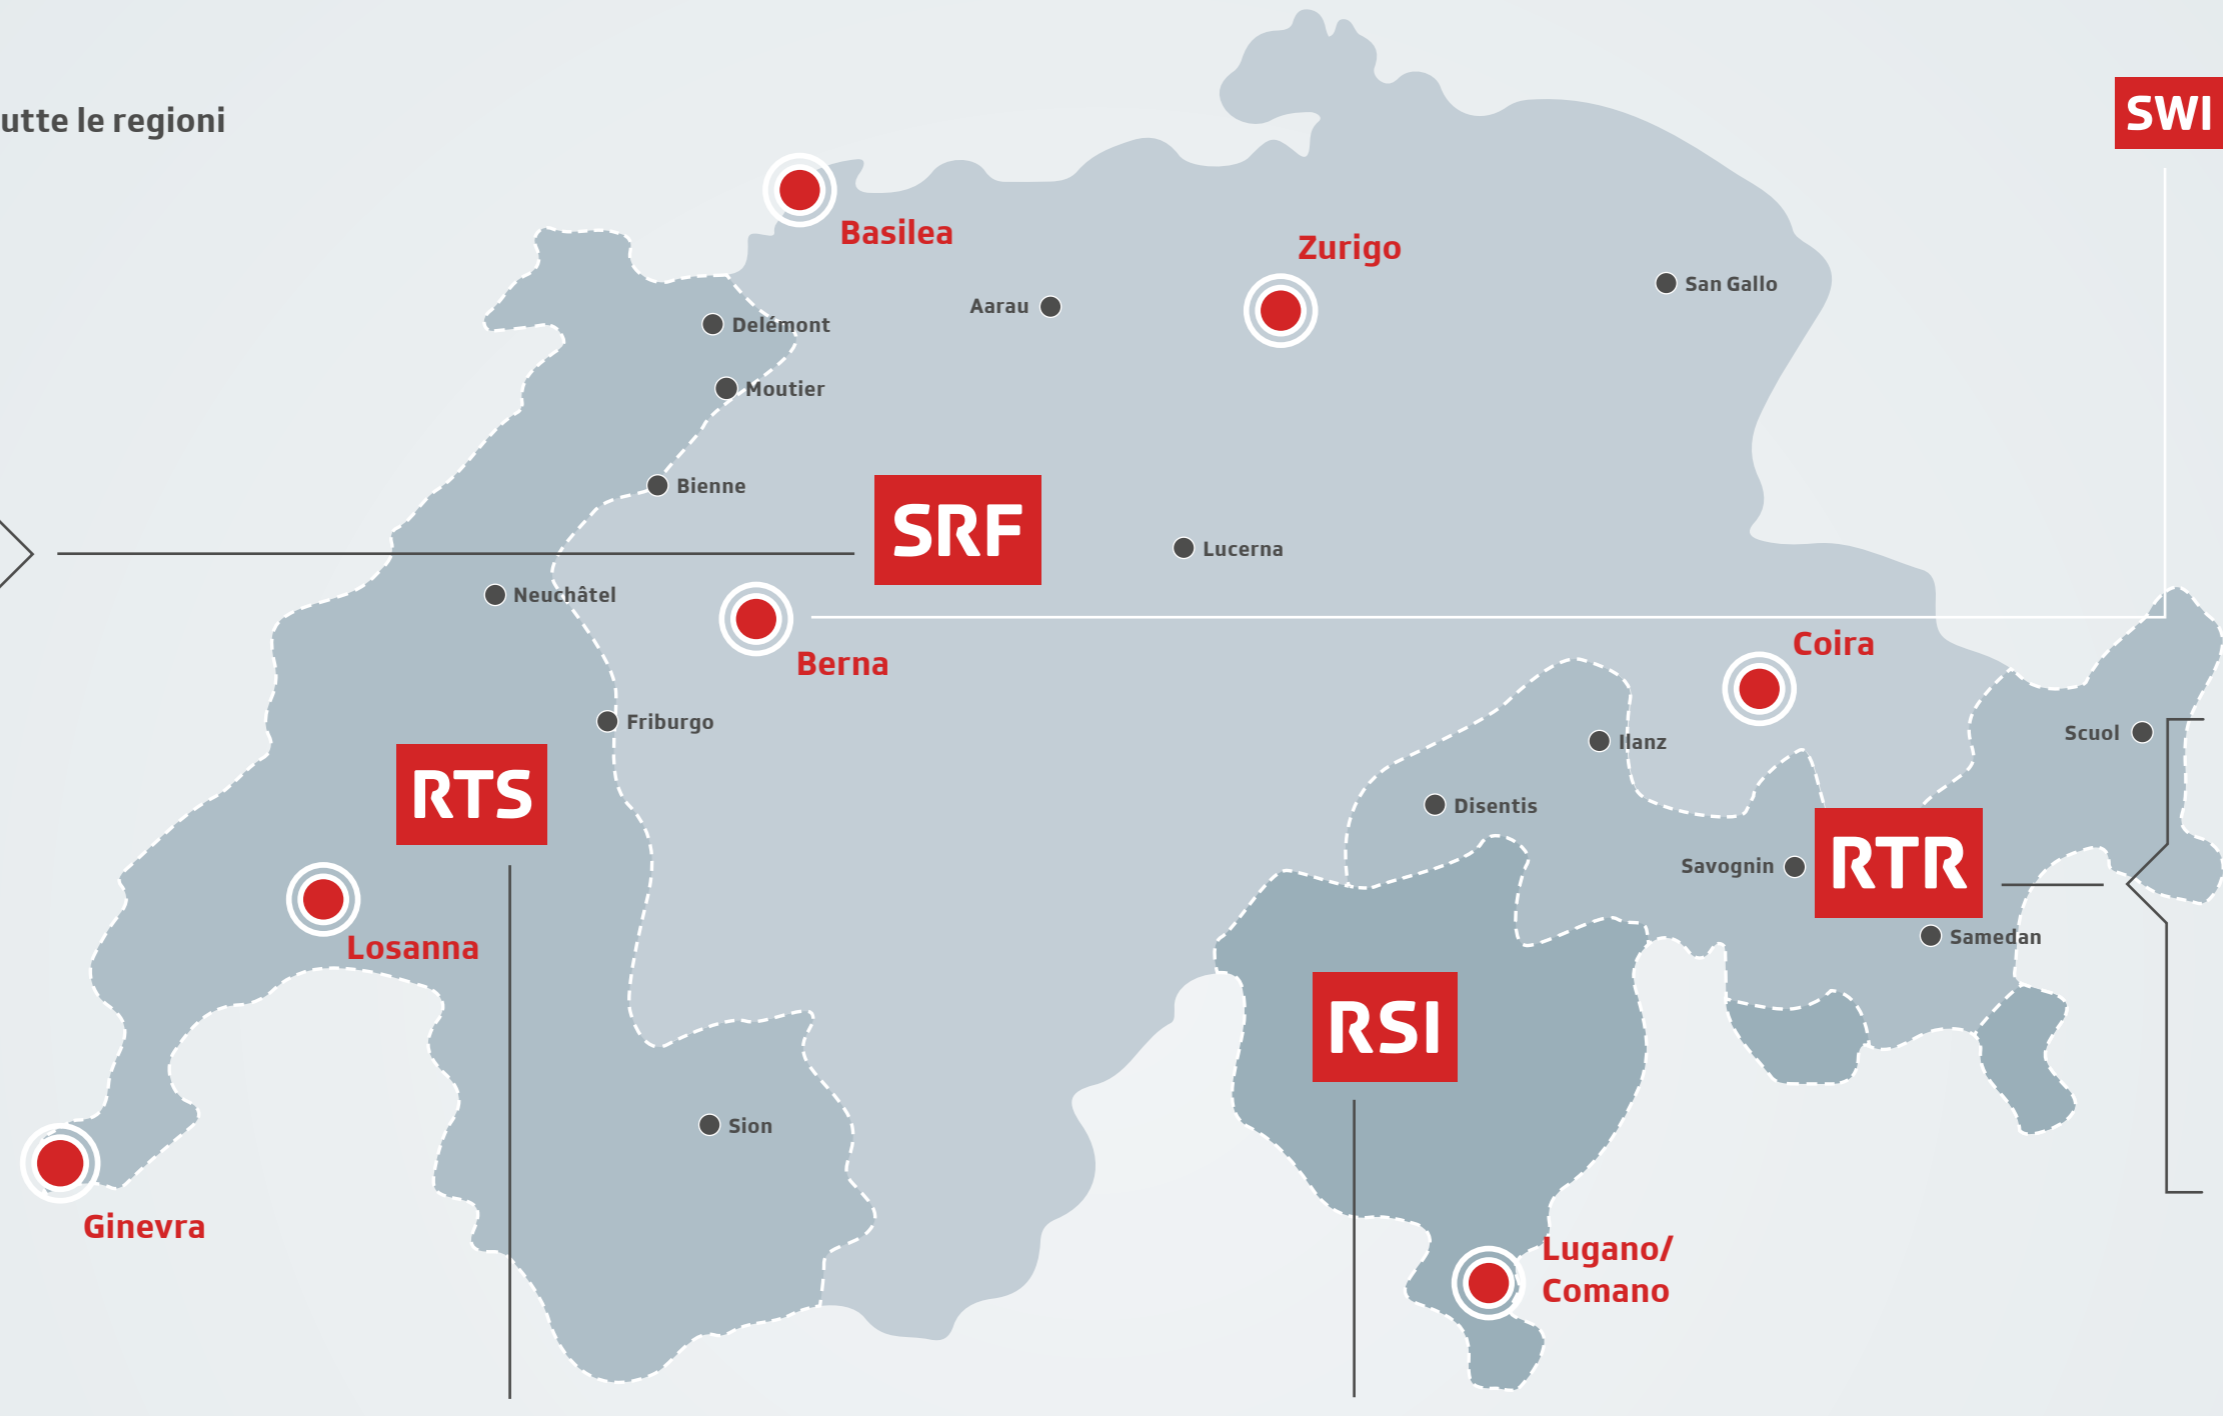 utte le regioni
SWI
Basilea
Zurigo
San Gallo
Aarau
Delémont
Moutier
Bienne
SRF
Lucerna
Neuchâtel
Berna
Coira
Friburgo
Scuol
Ilanz
RTS
Disentis
RTR
Savognin
Losanna
Samedan
RSI
Sion
Ginevra
Lugano/
Comano